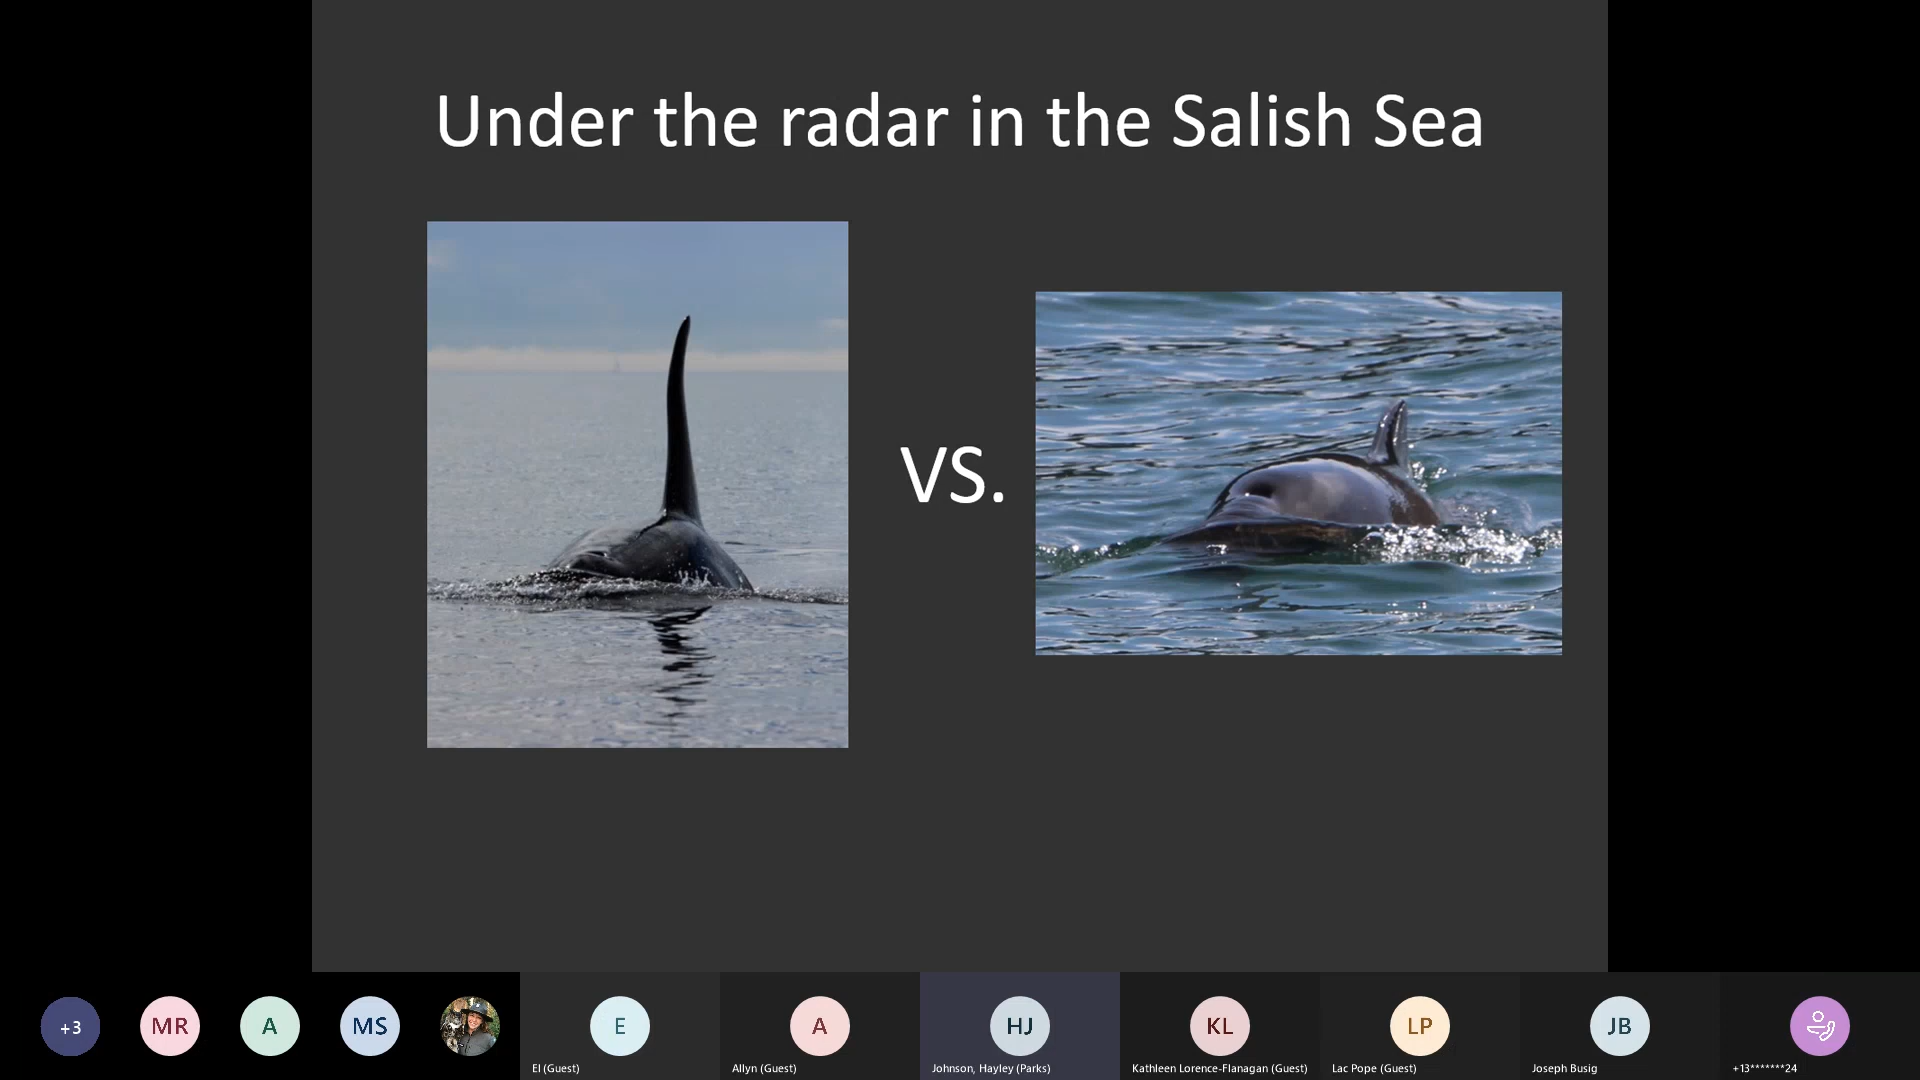 Under the radar in the Salish Sea
VS.
+3
MR
A
MS
E
A
HJ
KL
LP
JB
El (Guest)
Allyn (Guest)
Johnson, Hayley (Parks)
Kathleen Lorence-Flanagan (Guest)
Lac Pope (Guest)
Joseph Busig
+13*******24